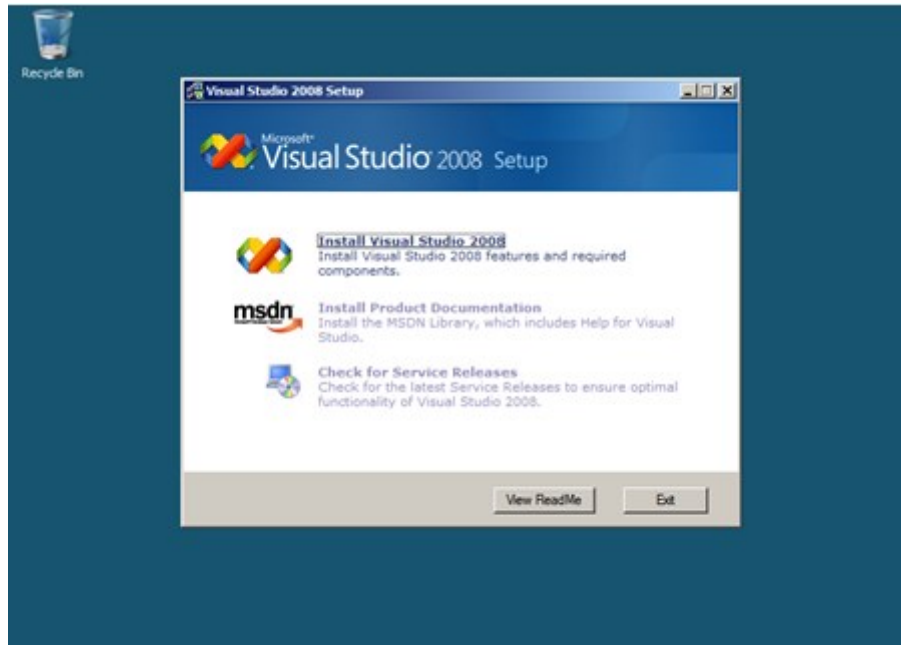 Recycle Bin
Visual Studio 2008 Setup
Microsoft®
Visual Studio® 2008 Setup
Install Visual Studio 2008
Install Visual Studio 2008 features and required
components.
msdn
Install Product Documentation
Install the MSDN Library, which includes Help for Visual
Studio.
Check for Service Releases
Check for the latest Service Releases to ensure optimal
functionality of Visual Studio 2008.
View ReadMe
Exit